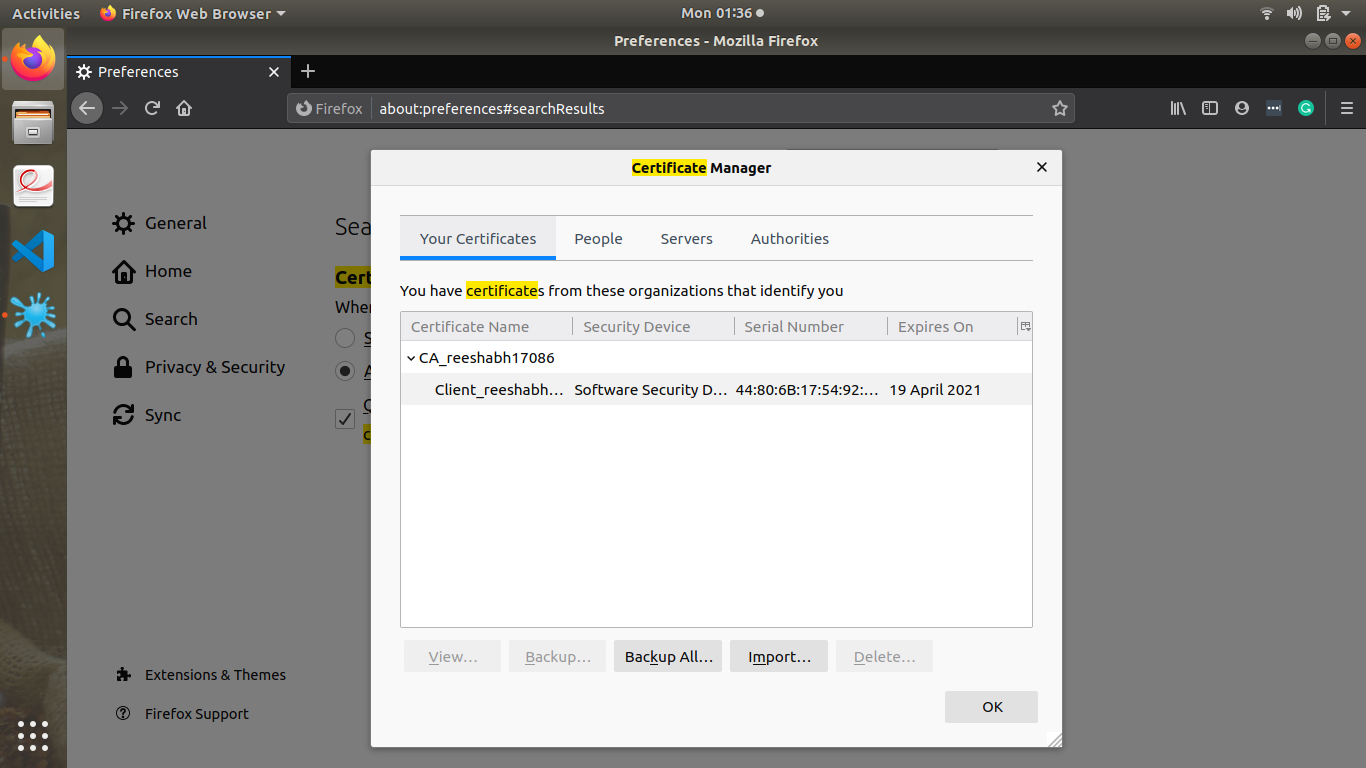 Activities Firefox Web Browser Mon 01:36
Preferences - Mozilla Firefox
Preferences
Firefox about:preferences#searchResults
Certificate Manager
General
Home
Search
Privacy & Security
Sync
Extensions & Themes
Firefox Support
Sea
Cert
When
S
A
Your Certificates People Servers Authorities
You have certificates from these organizations that identify you
Certificate Name Security Device Serial Number Expires On
CA_reeshabh17086
Client_reeshabh… Software Security D… 44:80:6B:17:54:92:… 19 April 2021
View… Backup… Backup All… Import… Delete…
OK